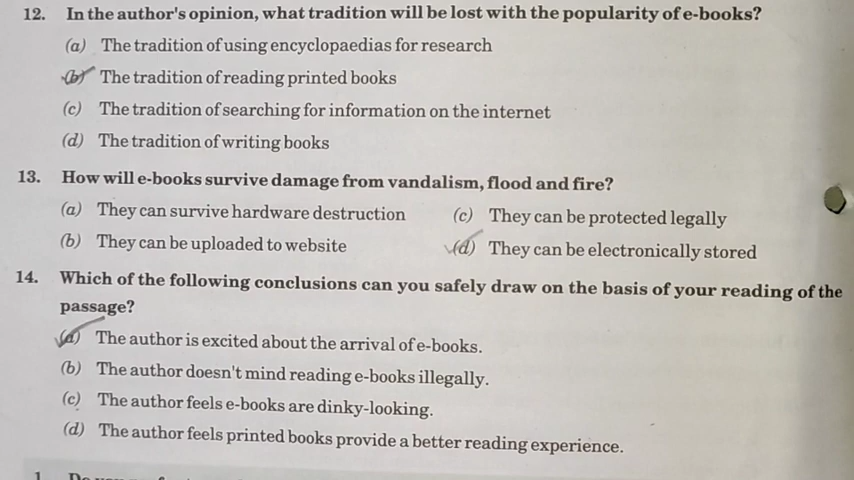 12. In the author's opinion, what tradition will be lost with the popularity of e-books?
(a) The tradition of using encyclopaedias for research
(b) The tradition of reading printed books
(c) The tradition of searching for information on the internet
(d) The tradition of writing books
13. How will e-books survive damage from vandalism, flood and fire?
(a) They can survive hardware destruction (c) They can be protected legally
(b) They can be uploaded to website (d) They can be electronically stored
14. Which of the following conclusions can you safely draw on the basis of your reading of the
passage?
(a) The author is excited about the arrival of e-books.
(b) The author doesn't mind reading e-books illegally.
(c) The author feels e-books are dinky-looking.
(d) The author feels printed books provide a better reading experience.
1. Do